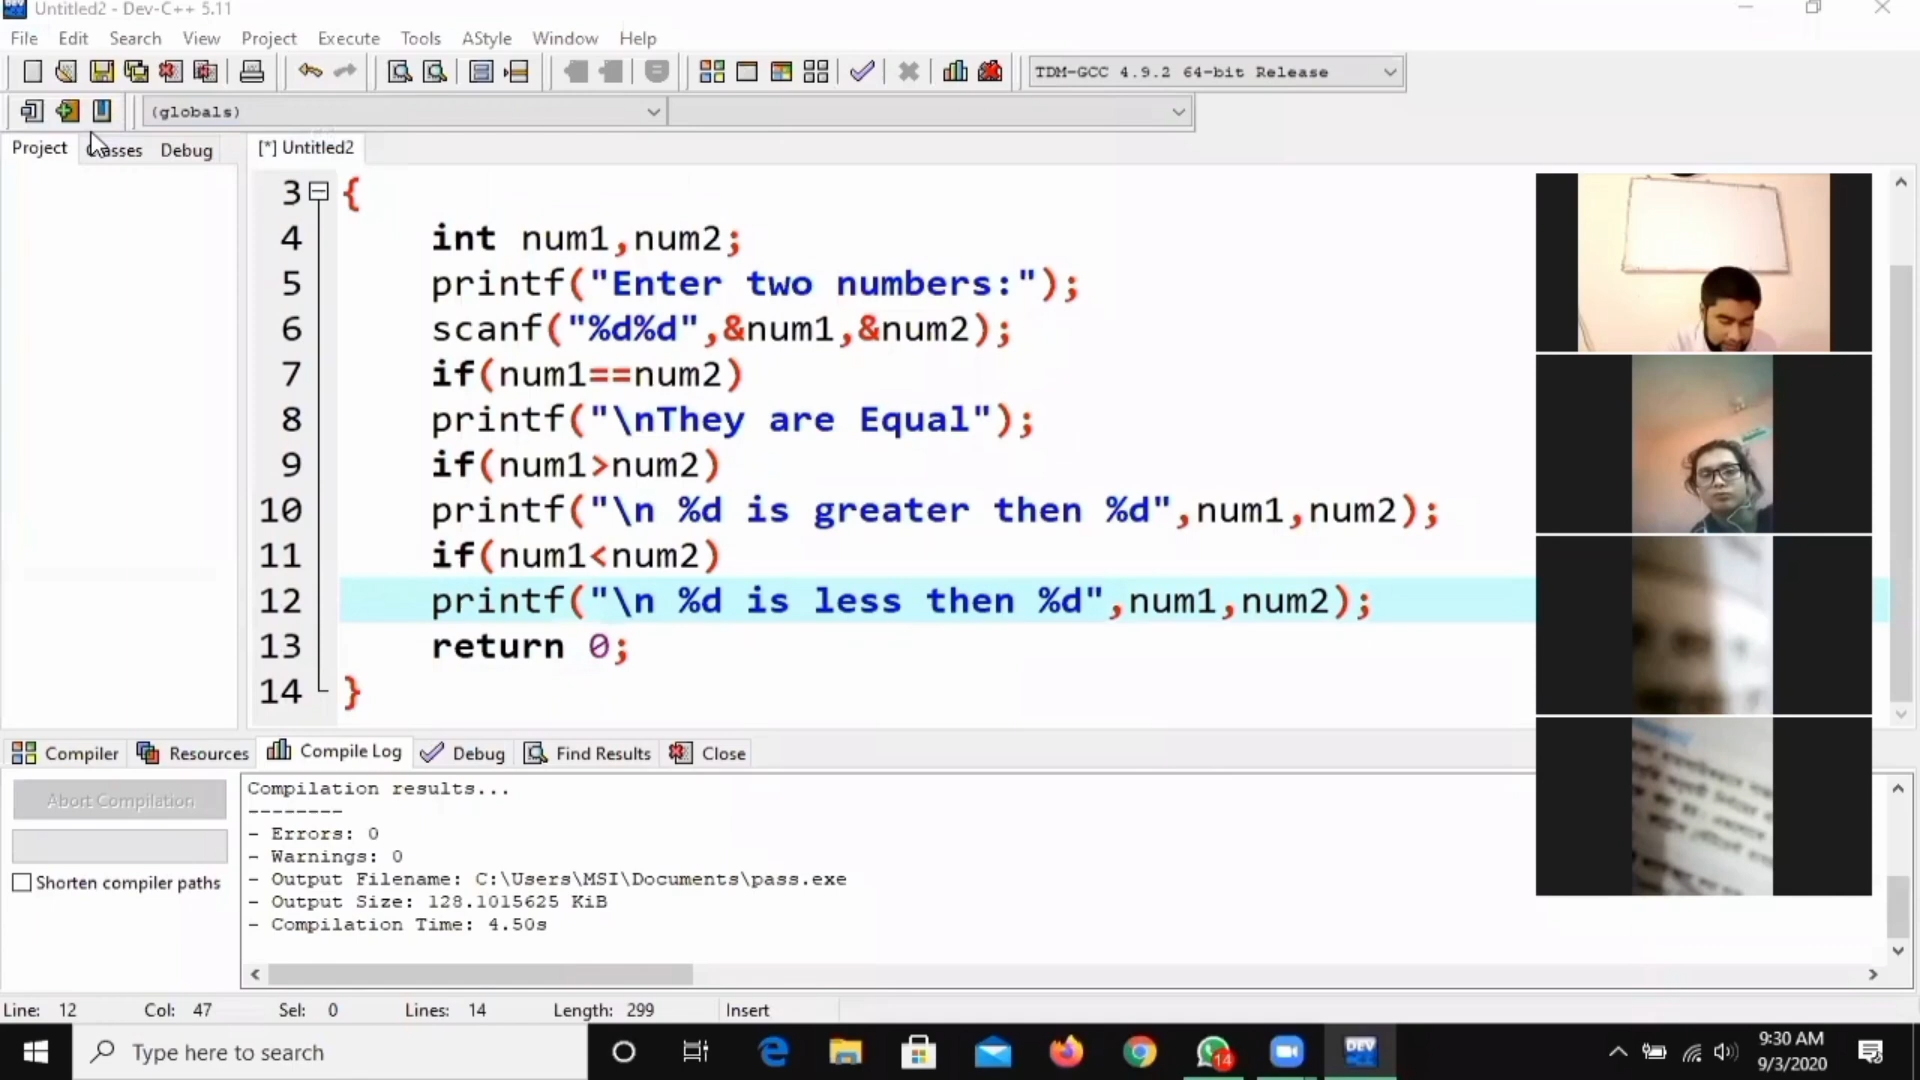 Untitled2 - Dev-C++ 5.11
File Edit Search View Project Execute Tools AStyle Window Help
TDM-GCC 4.9.2 64-bit Release
(globals)
Project Classes Debug
[*] Untitled2
3 {
4 int num1,num2;
5 printf("Enter two numbers:");
6 scanf("%d%d",&num1,&num2);
7 if(num1==num2)
8 printf("\nThey are Equal");
9 if(num1>num2)
10 printf("\n %d is greater then %d",num1,num2);
11 if(num1<num2)
12 printf("\n %d is less then %d",num1,num2);
13 return 0;
14 }
Compiler Resources Compile Log Debug Find Results Close
Abort Compilation
Shorten compiler paths
Compilation results...
--------
- Errors: 0
- Warnings: 0
- Output Filename: C:\Users\MSI\Documents\pass.exe
- Output Size: 128.1015625 KiB
- Compilation Time: 4.50s
Line: 12 Col: 47 Sel: 0 Lines: 14 Length: 299 Insert
Type here to search
DEV
14
9:30 AM
9/3/2020